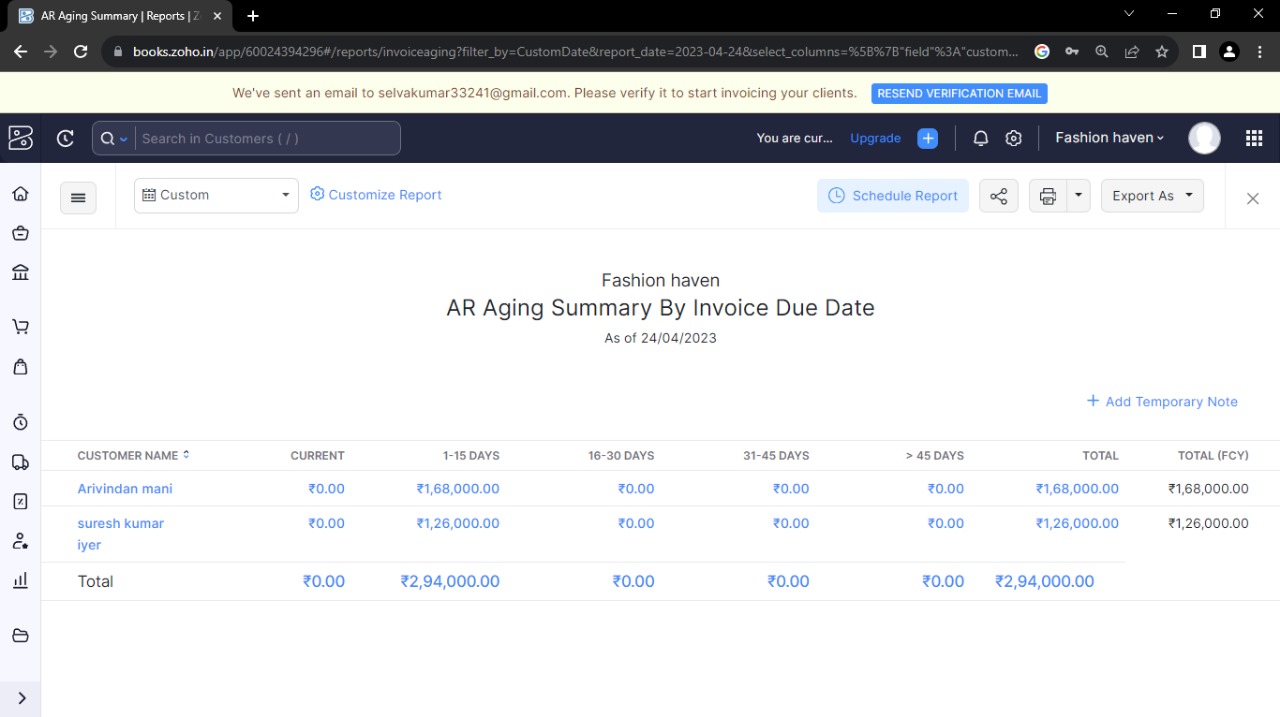 AR Aging Summary | Reports | Z
books.zoho.in/app/60024394296#/reports/invoiceaging?filter_by=CustomDate&report_date=2023-04-24&select_columns=%5B%7B"field"%3A"custom...
We've sent an email to selvakumar33241@gmail.com. Please verify it to start invoicing your clients. RESEND VERIFICATION EMAIL
Search in Customers ( / ) You are cur... Upgrade Fashion haven
Custom Customize Report Schedule Report Export As
Fashion haven
AR Aging Summary By Invoice Due Date
As of 24/04/2023
+ Add Temporary Note
CUSTOMER NAME CURRENT 1-15 DAYS 16-30 DAYS 31-45 DAYS > 45 DAYS TOTAL TOTAL (FCY)
Arivindan mani ₹0.00 ₹1,68,000.00 ₹0.00 ₹0.00 ₹0.00 ₹1,68,000.00 ₹1,68,000.00
suresh kumar ₹0.00 ₹1,26,000.00 ₹0.00 ₹0.00 ₹0.00 ₹1,26,000.00 ₹1,26,000.00
iyer
Total ₹0.00 ₹2,94,000.00 ₹0.00 ₹0.00 ₹0.00 ₹2,94,000.00